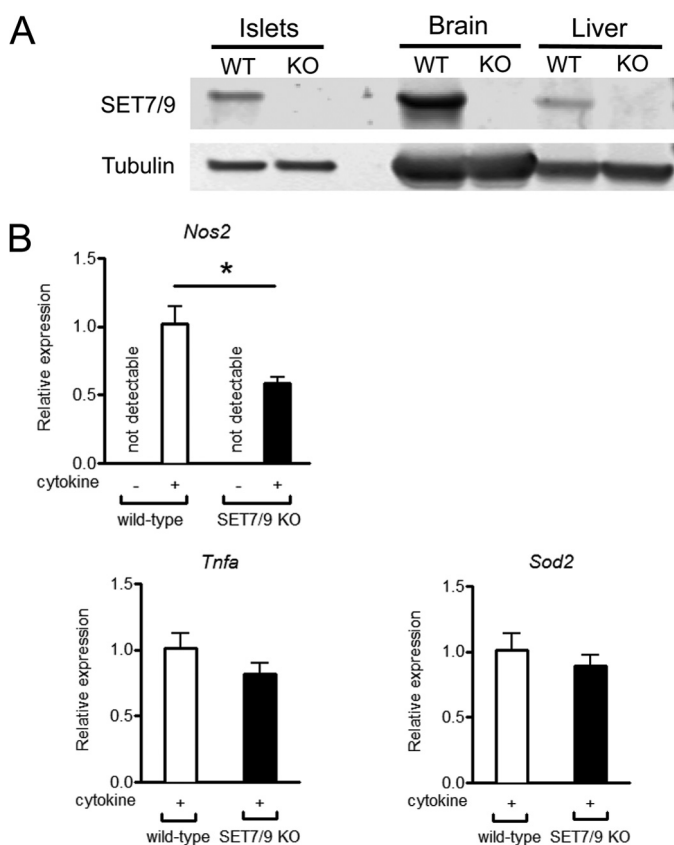 A
Islets Brain Liver
WT KO WT KO WT KO
SET7/9
Tubulin
B
Nos2
Relative expression
1.5
1.0
0.5
0.0
*
not detectable
not detectable
cytokine - + - +
wild-type SET7/9 KO
Tnfa
Relative expression
1.5
1.0
0.5
0.0
cytokine + +
wild-type SET7/9 KO
Sod2
Relative expression
1.5
1.0
0.5
0.0
cytokine + +
wild-type SET7/9 KO